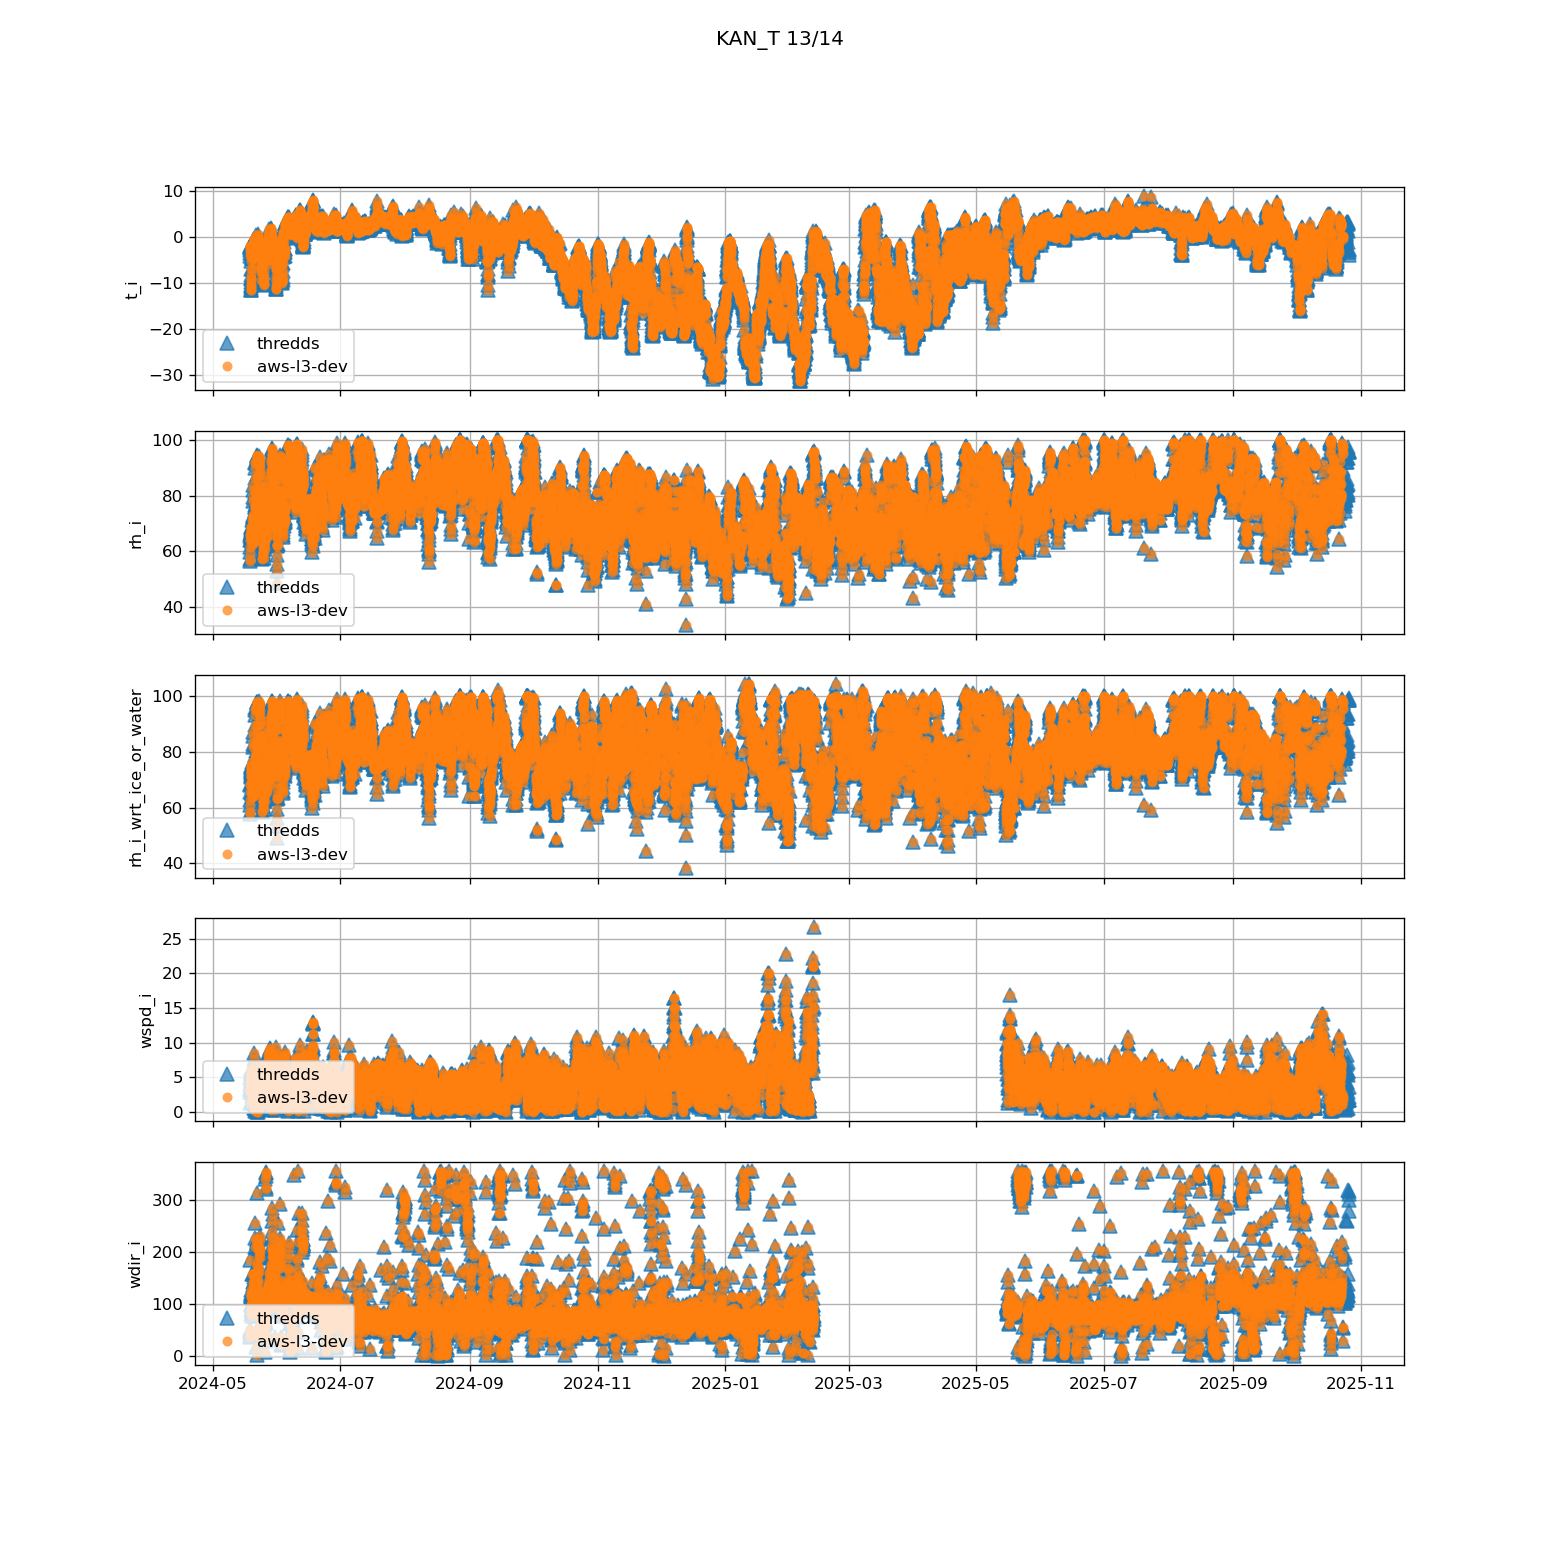 KAN_T 13/14
10
0
−10
−20
−30
t_i
thredds
aws-l3-dev
100
80
60
40
rh_i
thredds
aws-l3-dev
100
80
60
40
rh_i_wrt_ice_or_water
thredds
aws-l3-dev
25
20
15
10
5
0
wspd_i
thredds
aws-l3-dev
300
200
100
0
wdir_i
thredds
aws-l3-dev
2024-05 2024-07 2024-09 2024-11 2025-01 2025-03 2025-05 2025-07 2025-09 2025-11